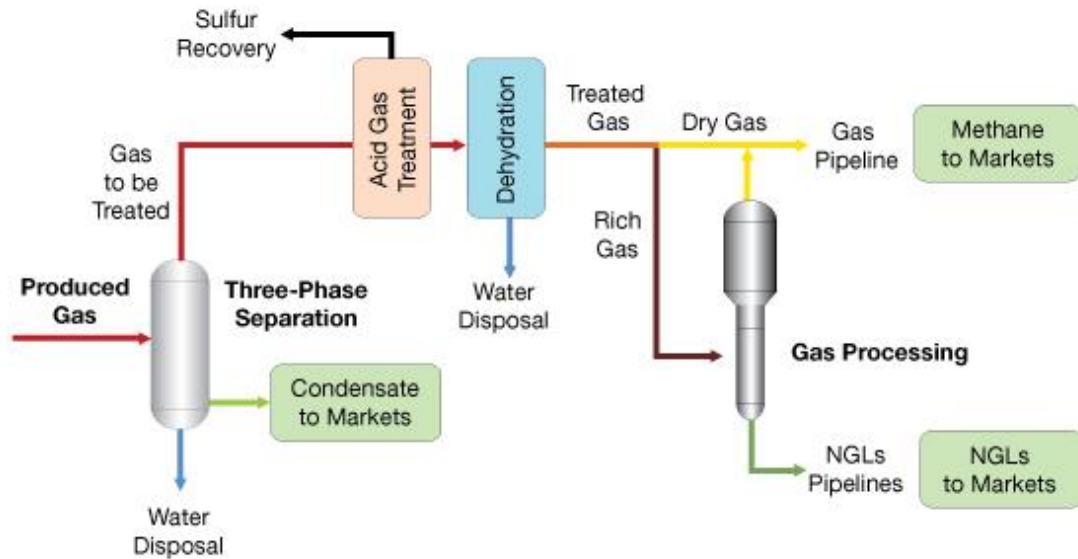 Sulfur
Recovery
Acid Gas
Treatment
Dehydration
Treated
Gas
Dry Gas
Gas
Pipeline
Methane
to Markets
Gas
to be
Treated
Rich
Gas
Produced
Gas
Three-Phase
Separation
Water
Disposal
Gas Processing
Condensate
to Markets
NGLs
Pipelines
NGLs
to Markets
Water
Disposal